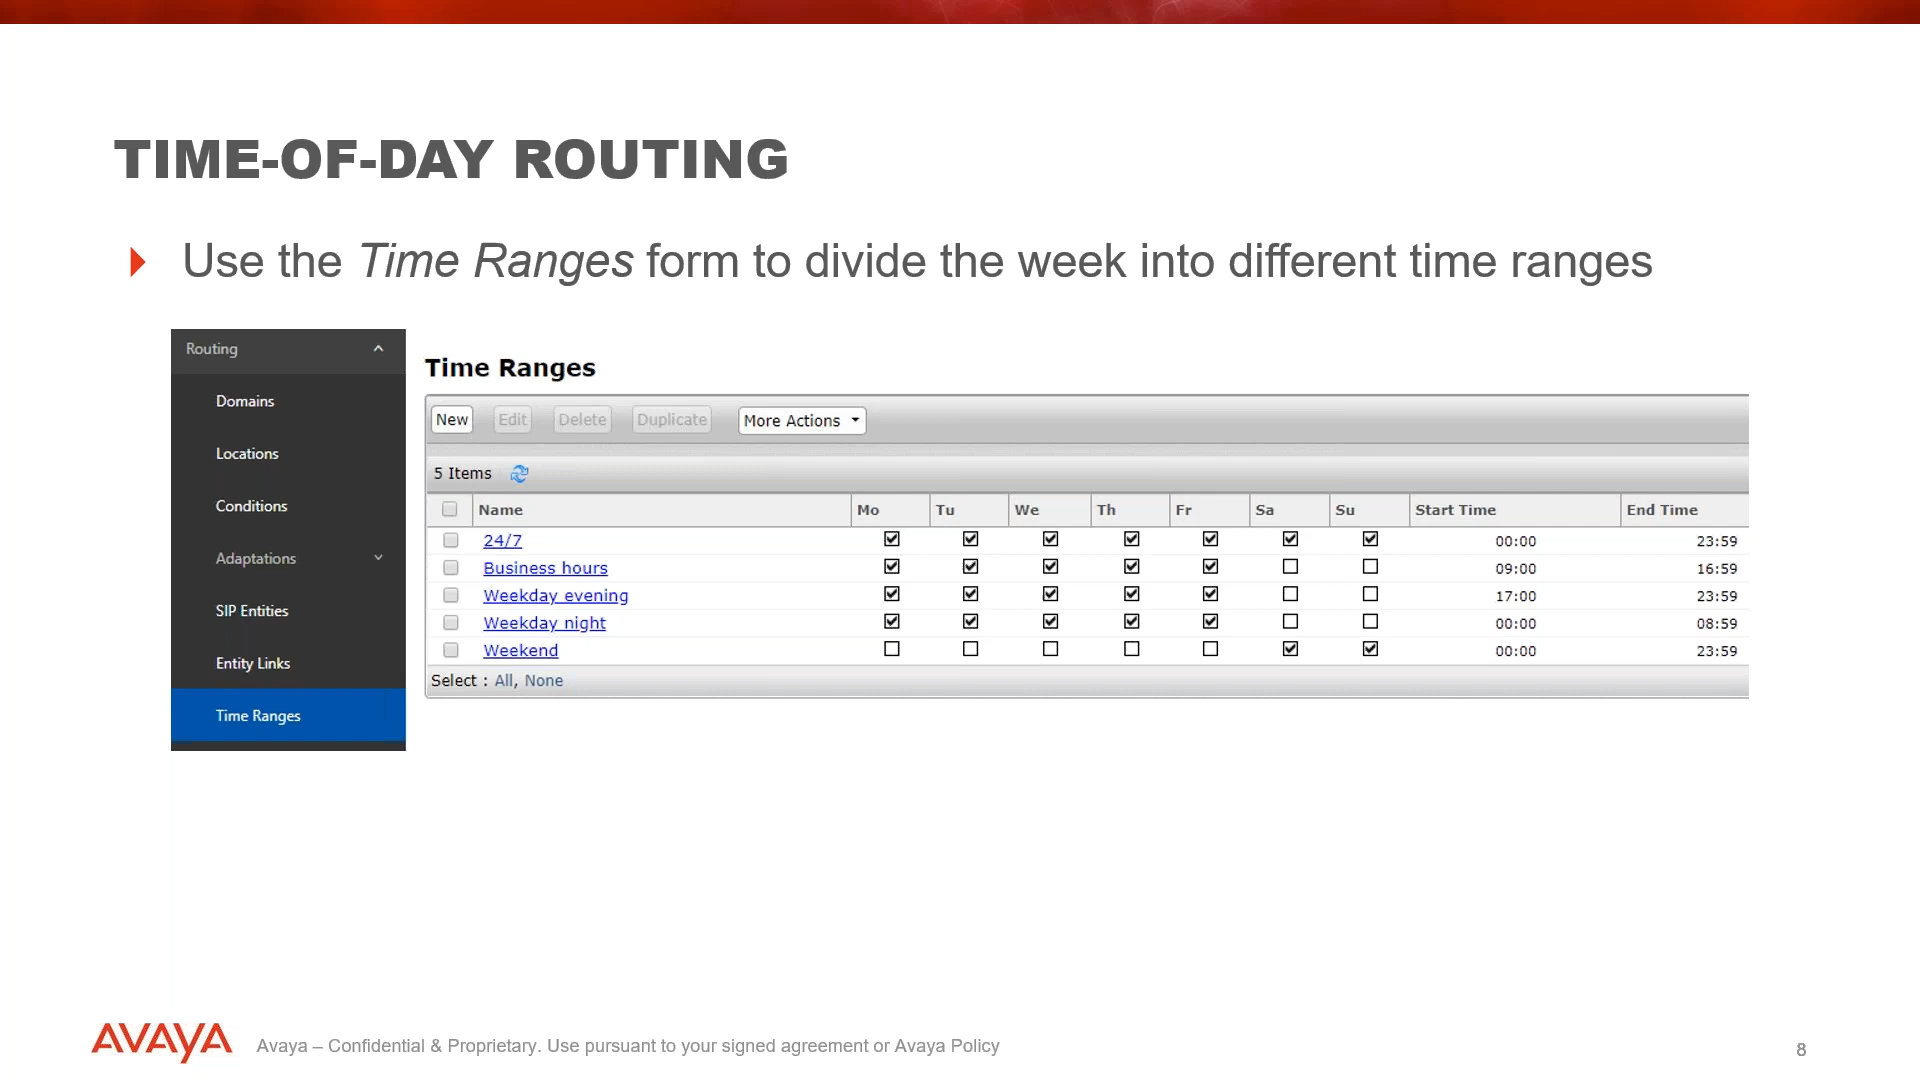 TIME-OF-DAY ROUTING
Use the Time Ranges form to divide the week into different time ranges
Routing
Domains
Locations
Conditions
Adaptations
SIP Entities
Entity Links
Time Ranges
Time Ranges
New Edit Delete Duplicate More Actions
5 Items
Name Mo Tu We Th Fr Sa Su Start Time End Time
24/7 00:00 23:59
Business hours 09:00 16:59
Weekday evening 17:00 23:59
Weekday night 00:00 08:59
Weekend 00:00 23:59
Select : All, None
AVAYA Avaya – Confidential & Proprietary. Use pursuant to your signed agreement or Avaya Policy 8